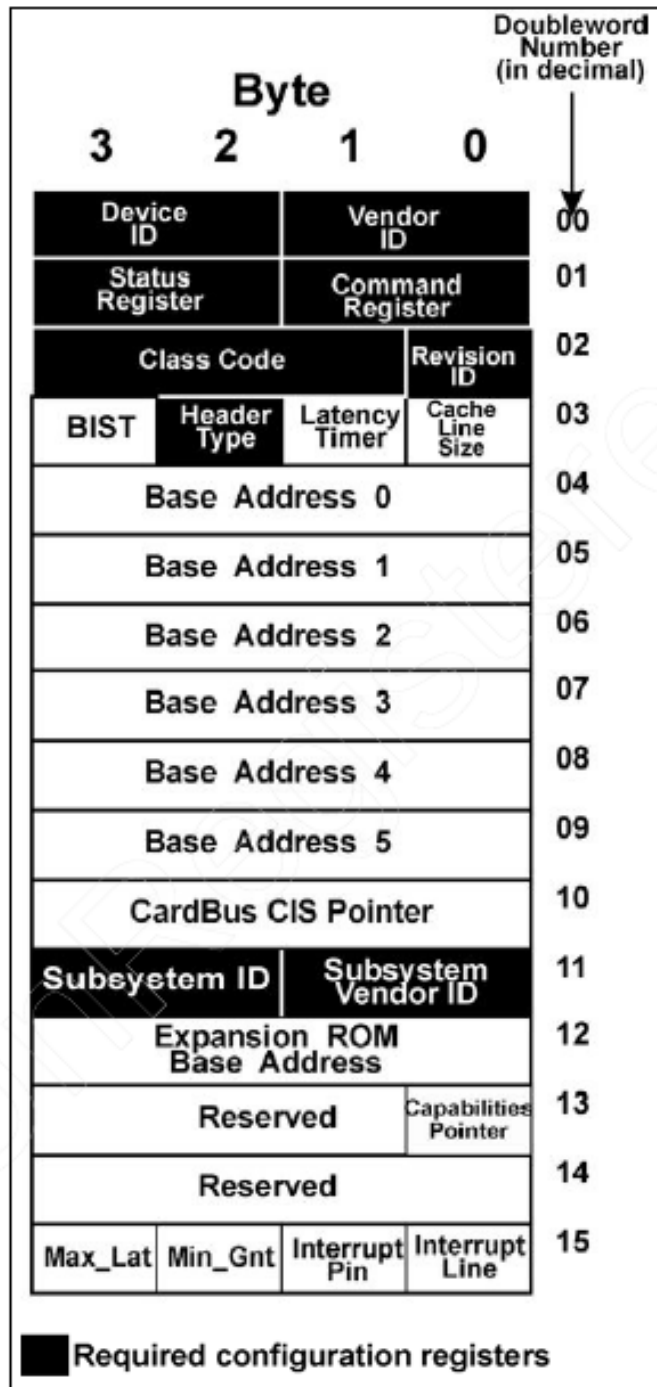 Doubleword
Number
(in decimal)
Byte
3 2 1 0
Device
ID
Vendor
ID
00
Status
Register
Command
Register
01
Class Code
Revision
ID
02
BIST
Header
Type
Latency
Timer
Cache
Line
Size
03
Base Address 0
04
Base Address 1
05
Base Address 2
06
Base Address 3
07
Base Address 4
08
Base Address 5
09
CardBus CIS Pointer
10
Subsystem ID
Subsystem
Vendor ID
11
Expansion ROM
Base Address
12
Reserved
Capabilities
Pointer
13
Reserved
14
Max_Lat
Min_Gnt
Interrupt
Pin
Interrupt
Line
15
Required configuration registers